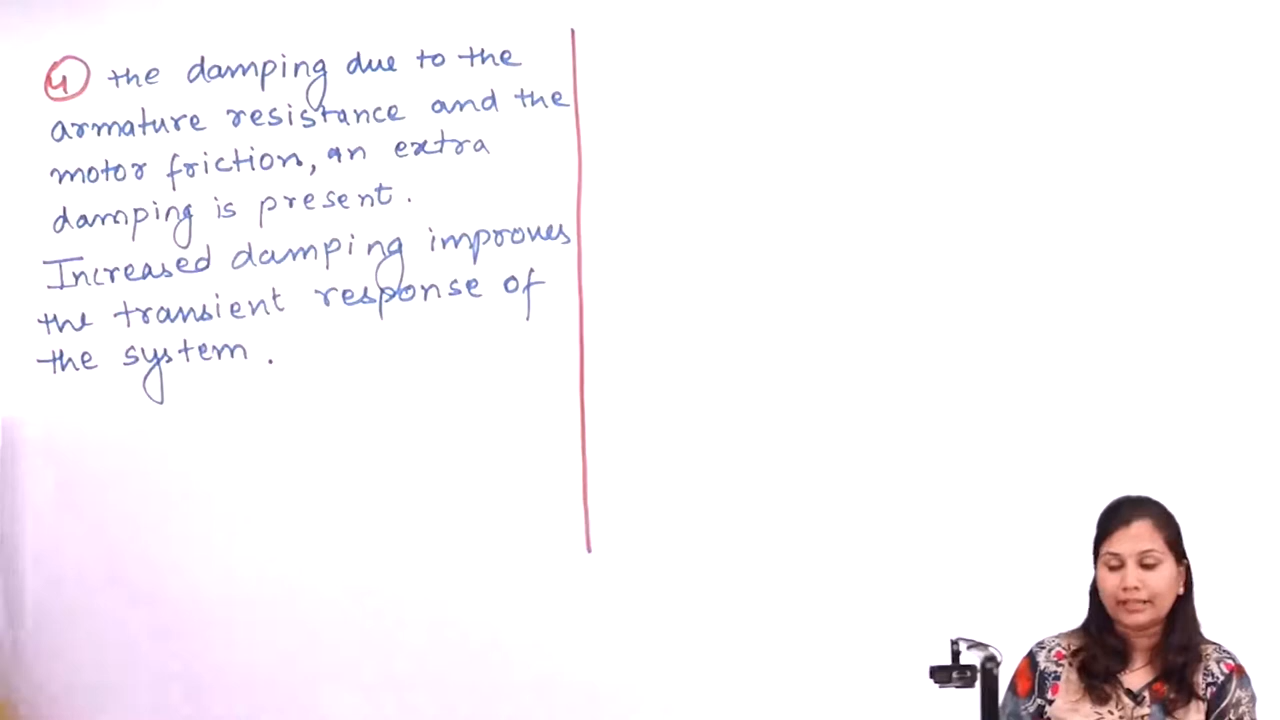 4 the damping due to the
armature resistance and the
motor friction, an extra
damping is present.
Increased damping improves
the transient response of
the system.